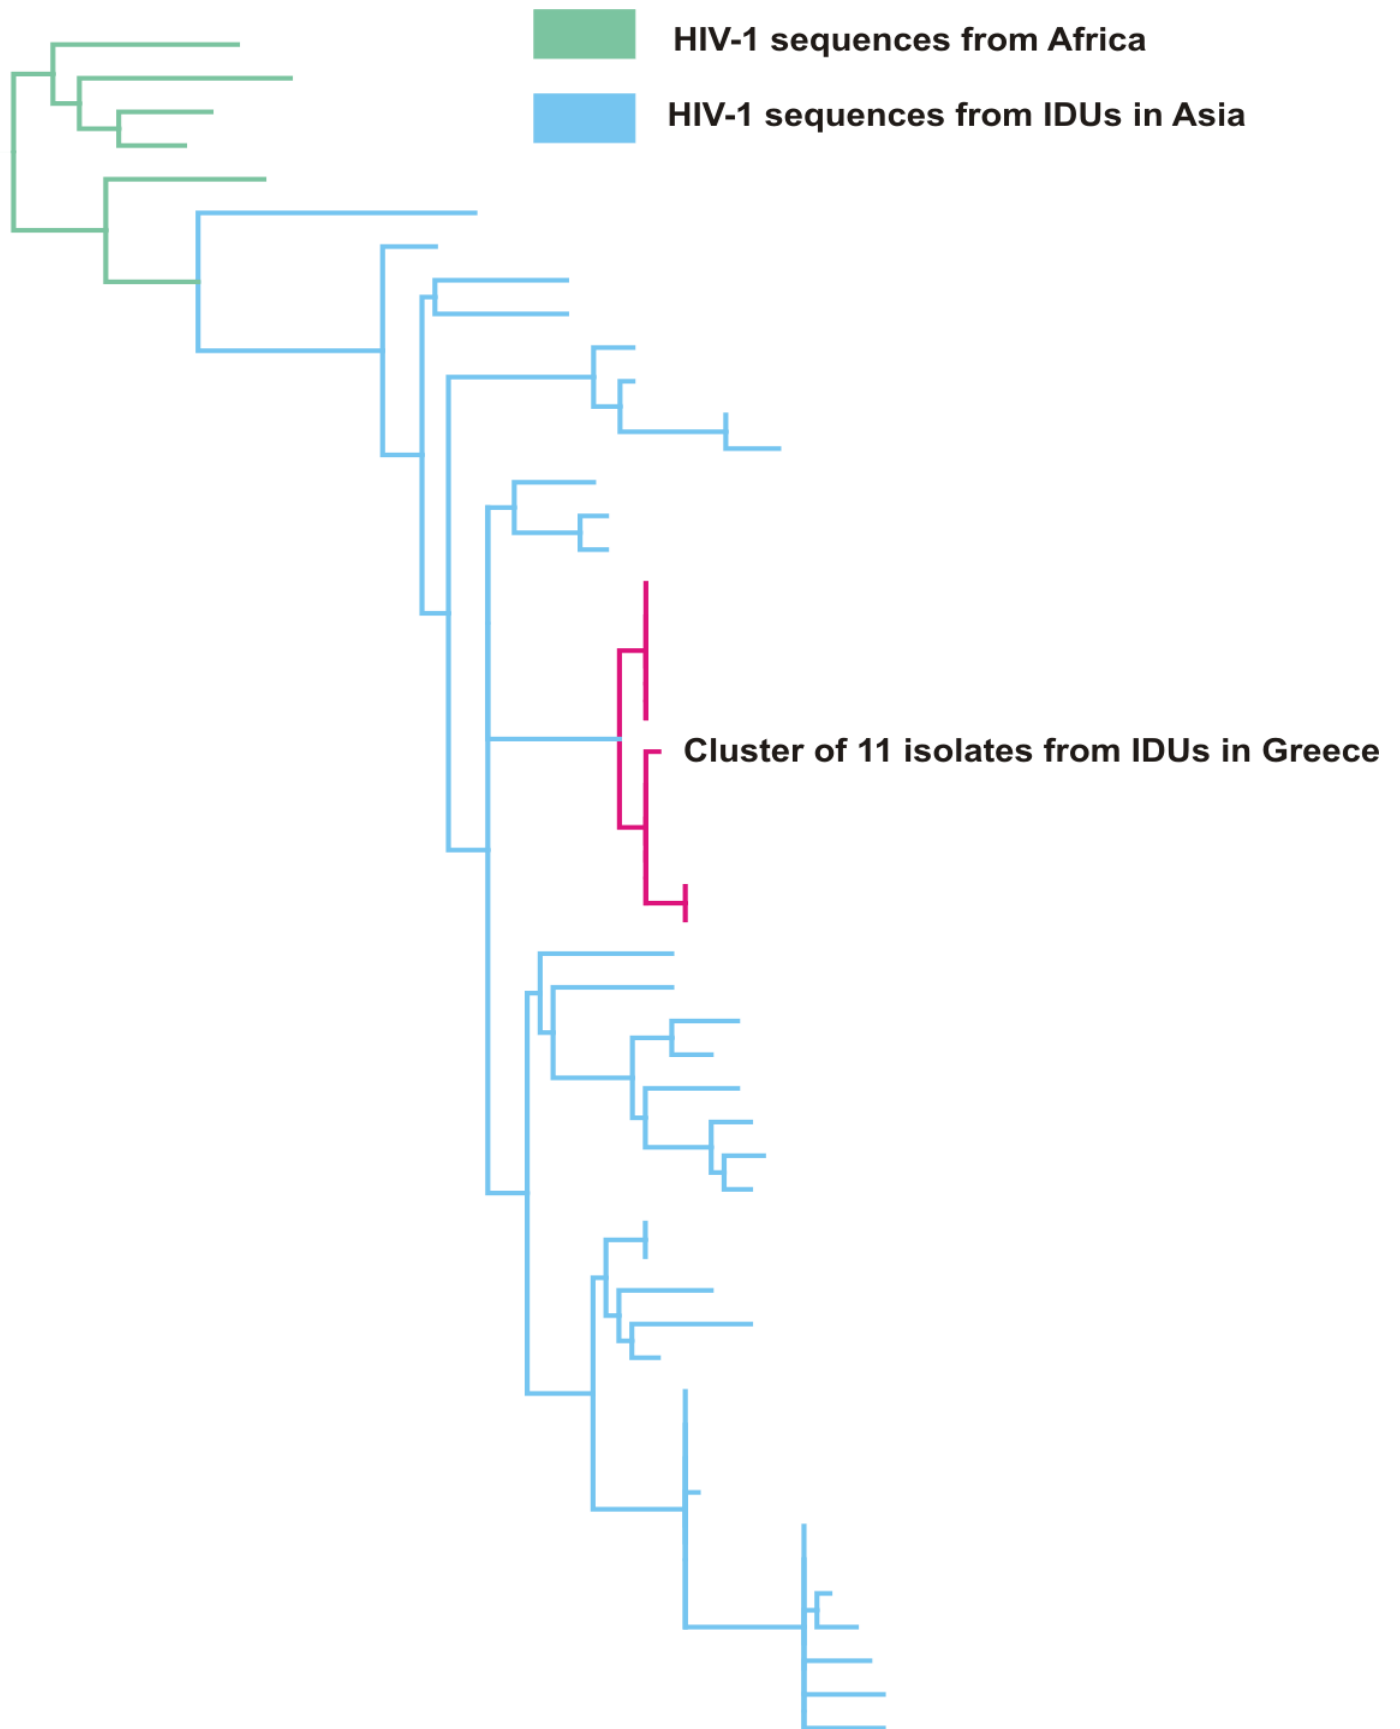 HIV-1 sequences from Africa
HIV-1 sequences from IDUs in Asia
Cluster of 11 isolates from IDUs in Greece